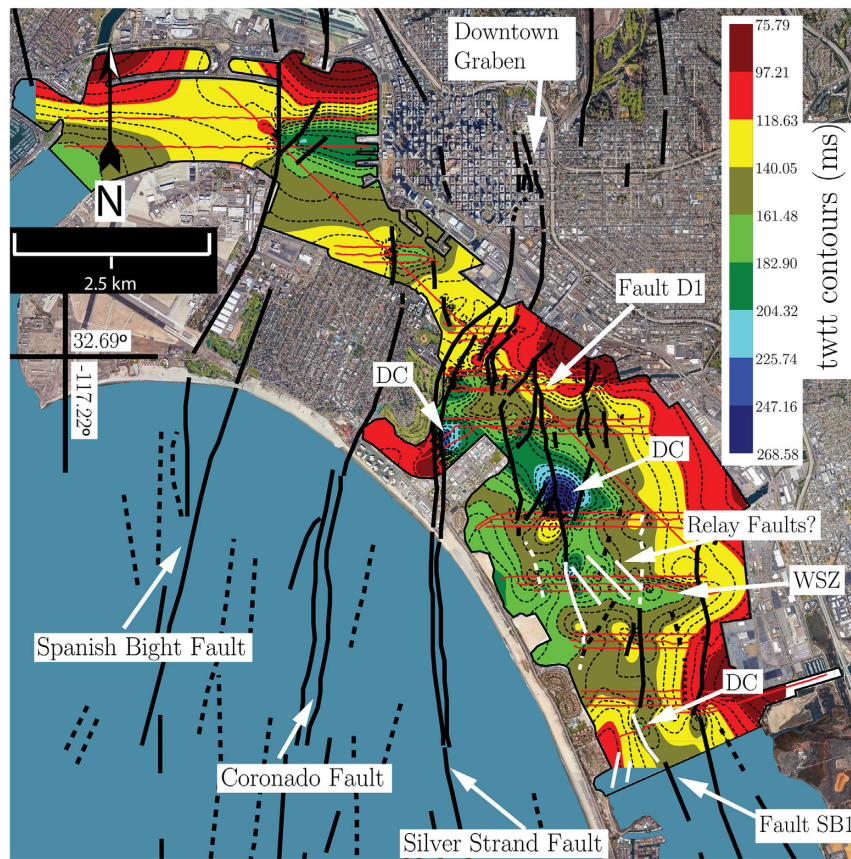 Downtown
Graben
75.79
97.21
118.63
140.05
161.48
182.90
204.32
225.74
247.16
268.58
twtt contours (ms)
N
2.5 km
32.69º
-117.22º
Fault D1
DC
DC
Relay Faults?
WSZ
Spanish Bight Fault
DC
Coronado Fault
Silver Strand Fault
Fault SB1